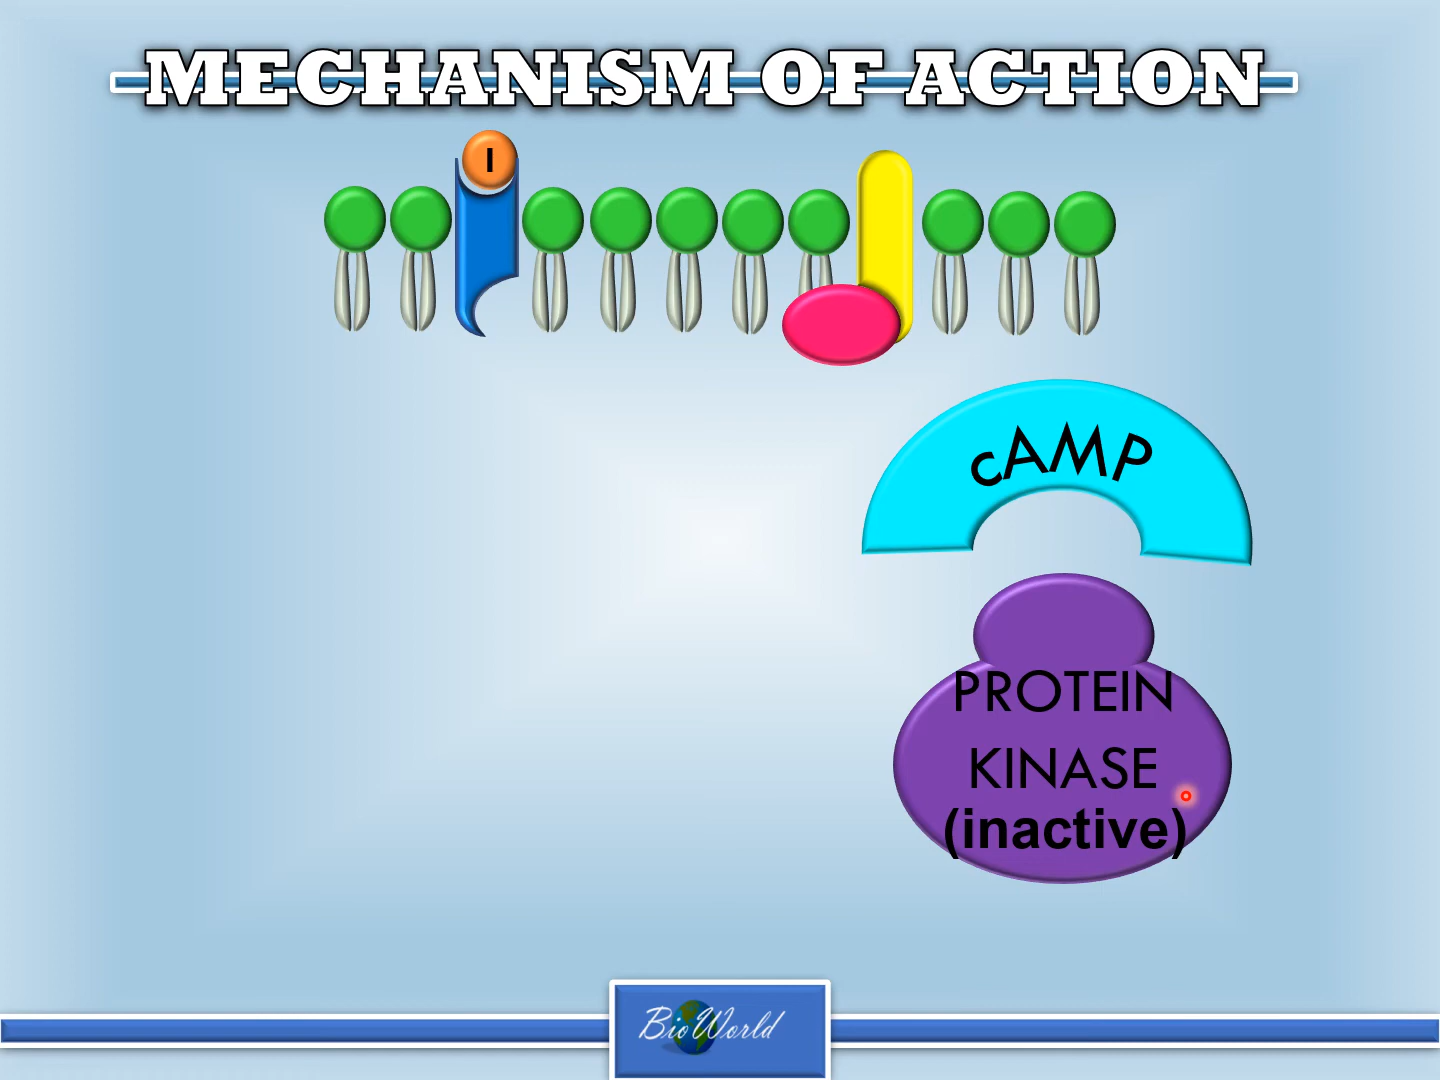 MECHANISM OF ACTION
I
cAMP
PROTEIN
KINASE
(inactive)
BioWorld